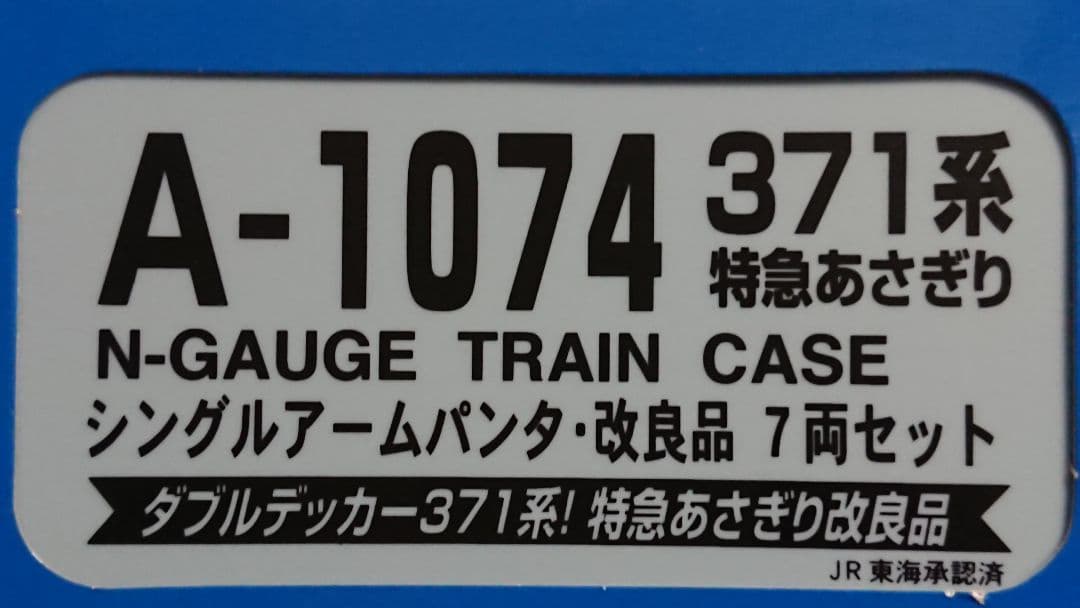 A-1074 371系
特急あさぎり
N-GAUGE TRAIN CASE
シングルアームパンタ・改良品 7両セット
ダブルデッカー371系!特急あさぎり改良品
JR東海承認済